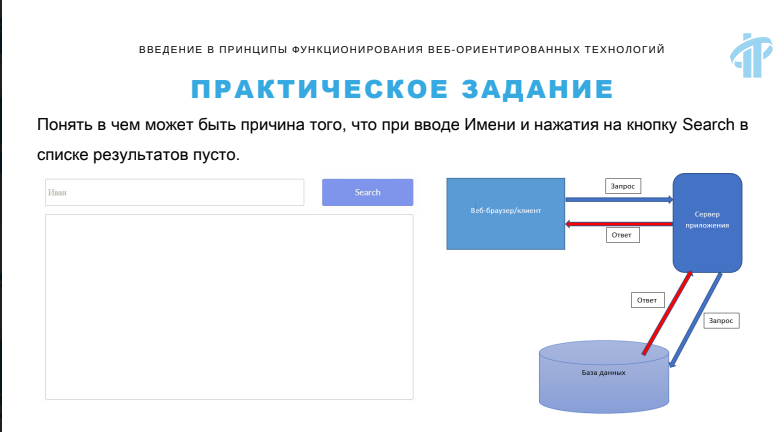 ВВЕДЕНИЕ В ПРИНЦИПЫ ФУНКЦИОНИРОВАНИЯ ВЕБ-ОРИЕНТИРОВАННЫХ ТЕХНОЛОГИЙ
ПРАКТИЧЕСКОЕ ЗАДАНИЕ
Понять в чем может быть причина того, что при вводе Имени и нажатия на кнопку Search в
списке результатов пусто.
Иван
Search
Веб-браузер/клиент
Запрос
Ответ
Сервер
приложения
Ответ
Запрос
База данных